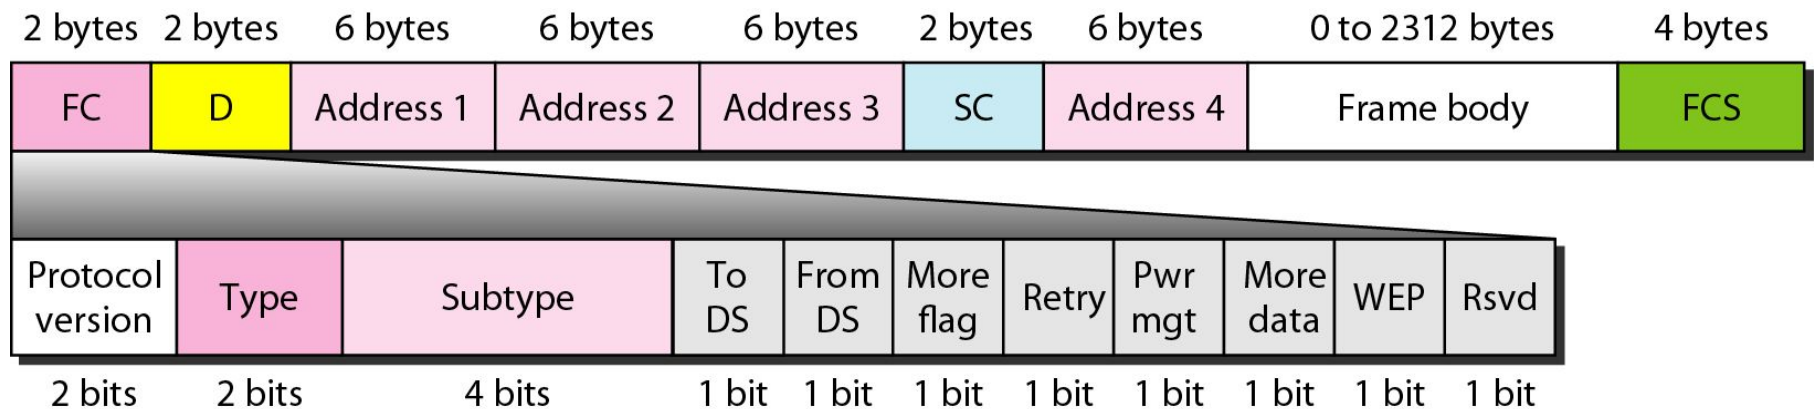 2 bytes 2 bytes 6 bytes 6 bytes 6 bytes 2 bytes 6 bytes 0 to 2312 bytes 4 bytes
FC D Address 1 Address 2 Address 3 SC Address 4 Frame body FCS
Protocol version Type Subtype To DS From DS More flag Retry Pwr mgt More data WEP Rsvd
2 bits 2 bits 4 bits 1 bit 1 bit 1 bit 1 bit 1 bit 1 bit 1 bit 1 bit